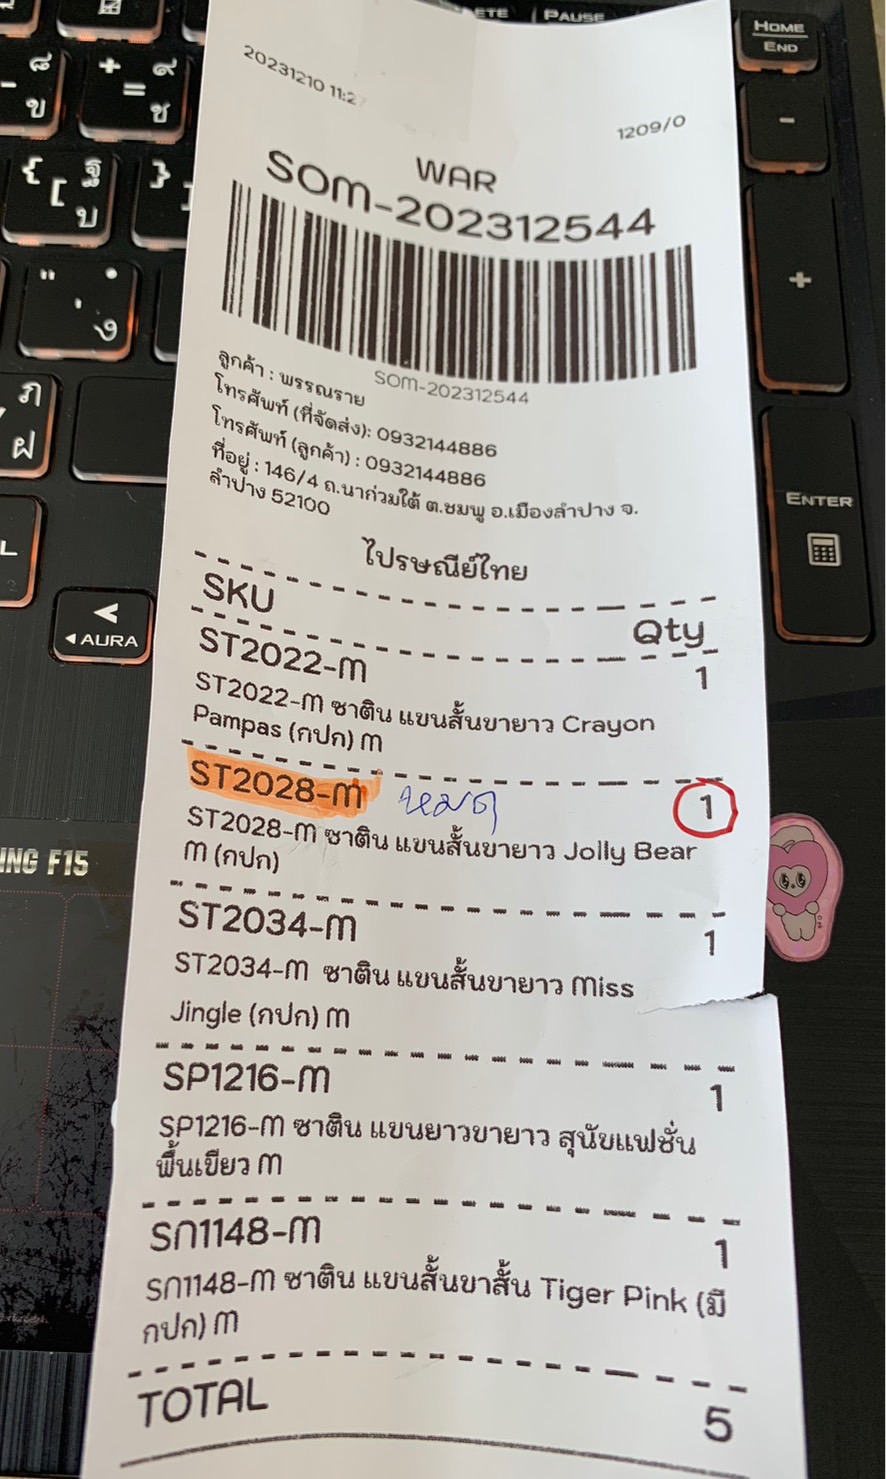 DELETE
PAUSE
HOME
END
ENTER
AURA
ING F15
20231210 11:2
1209/0
WAR
SOM-202312544
SOM-202312544
ลูกค้า : พรรณราย
โทรศัพท์ (ที่จัดส่ง): 0932144886
โทรศัพท์ (ลูกค้า) : 0932144886
ที่อยู่ : 146/4 ถ.นาก่วมใต้ ต.ชมพู อ.เมืองลำปาง จ.
ลำปาง 52100
ไปรษณีย์ไทย
SKU Qty
ST2022-M 1
ST2022-M ซาติน แขนสั้นขายาว Crayon
Pampas (กปก) M
ST2028-M หมด 1
ST2028-M ซาติน แขนสั้นขายาว Jolly Bear
M (กปก)
ST2034-M 1
ST2034-M ซาติน แขนสั้นขายาว Miss
Jingle (กปก) M
SP1216-M 1
SP1216-M ซาติน แขนยาวขายาว สุนัขแฟชั่น
พื้นเขียว M
SN1148-M 1
SN1148-M ซาติน แขนสั้นขาสั้น Tiger Pink (มี
กปก) M
TOTAL 5